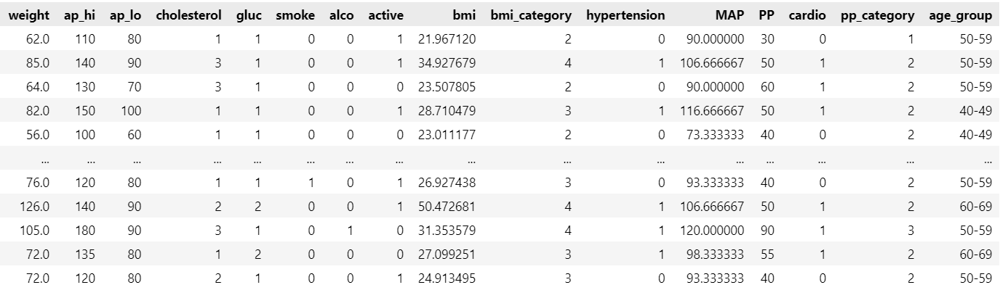 weight ap_hi ap_lo cholesterol gluc smoke alco active bmi bmi_category hypertension MAP PP cardio pp_category age_group
62.0 110 80 1 1 0 0 1 21.967120 2 0 90.000000 30 0 1 50-59
85.0 140 90 3 1 0 0 1 34.927679 4 1 106.666667 50 1 2 50-59
64.0 130 70 3 1 0 0 0 23.507805 2 0 90.000000 60 1 2 50-59
82.0 150 100 1 1 0 0 1 28.710479 3 1 116.666667 50 1 2 40-49
56.0 100 60 1 1 0 0 0 23.011177 2 0 73.333333 40 0 2 40-49
... ... ... ... ... ... ... ... ... ... ... ... ... ... ... ...
76.0 120 80 1 1 1 0 1 26.927438 3 0 93.333333 40 0 2 50-59
126.0 140 90 2 2 0 0 1 50.472681 4 1 106.666667 50 1 2 60-69
105.0 180 90 3 1 0 1 0 31.353579 4 1 120.000000 90 1 3 50-59
72.0 135 80 1 2 0 0 0 27.099251 3 1 98.333333 55 1 2 60-69
72.0 120 80 2 1 0 0 1 24.913495 3 0 93.333333 40 0 2 50-59